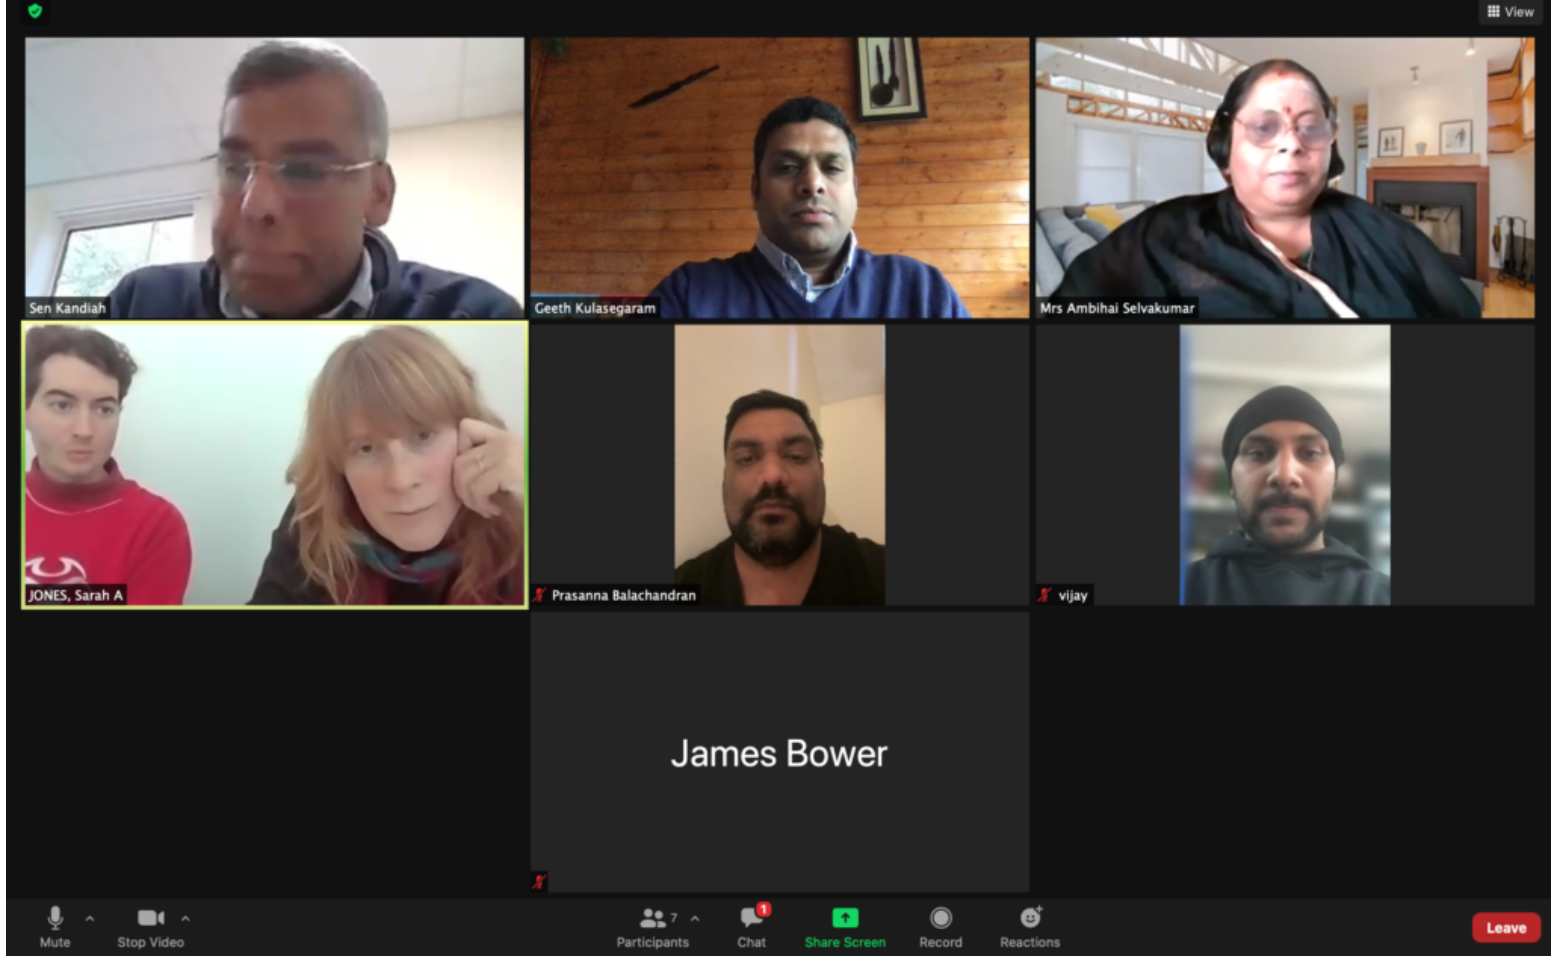 View
Sen Kandiah
Geeth Kulasegaram
Mrs Ambihai Selvakumar
JONES, Sarah A
Prasanna Balachandran
vijay
James Bower
Mute
Stop Video
7
Participants
1
Chat
Share Screen
Record
Reactions
Leave